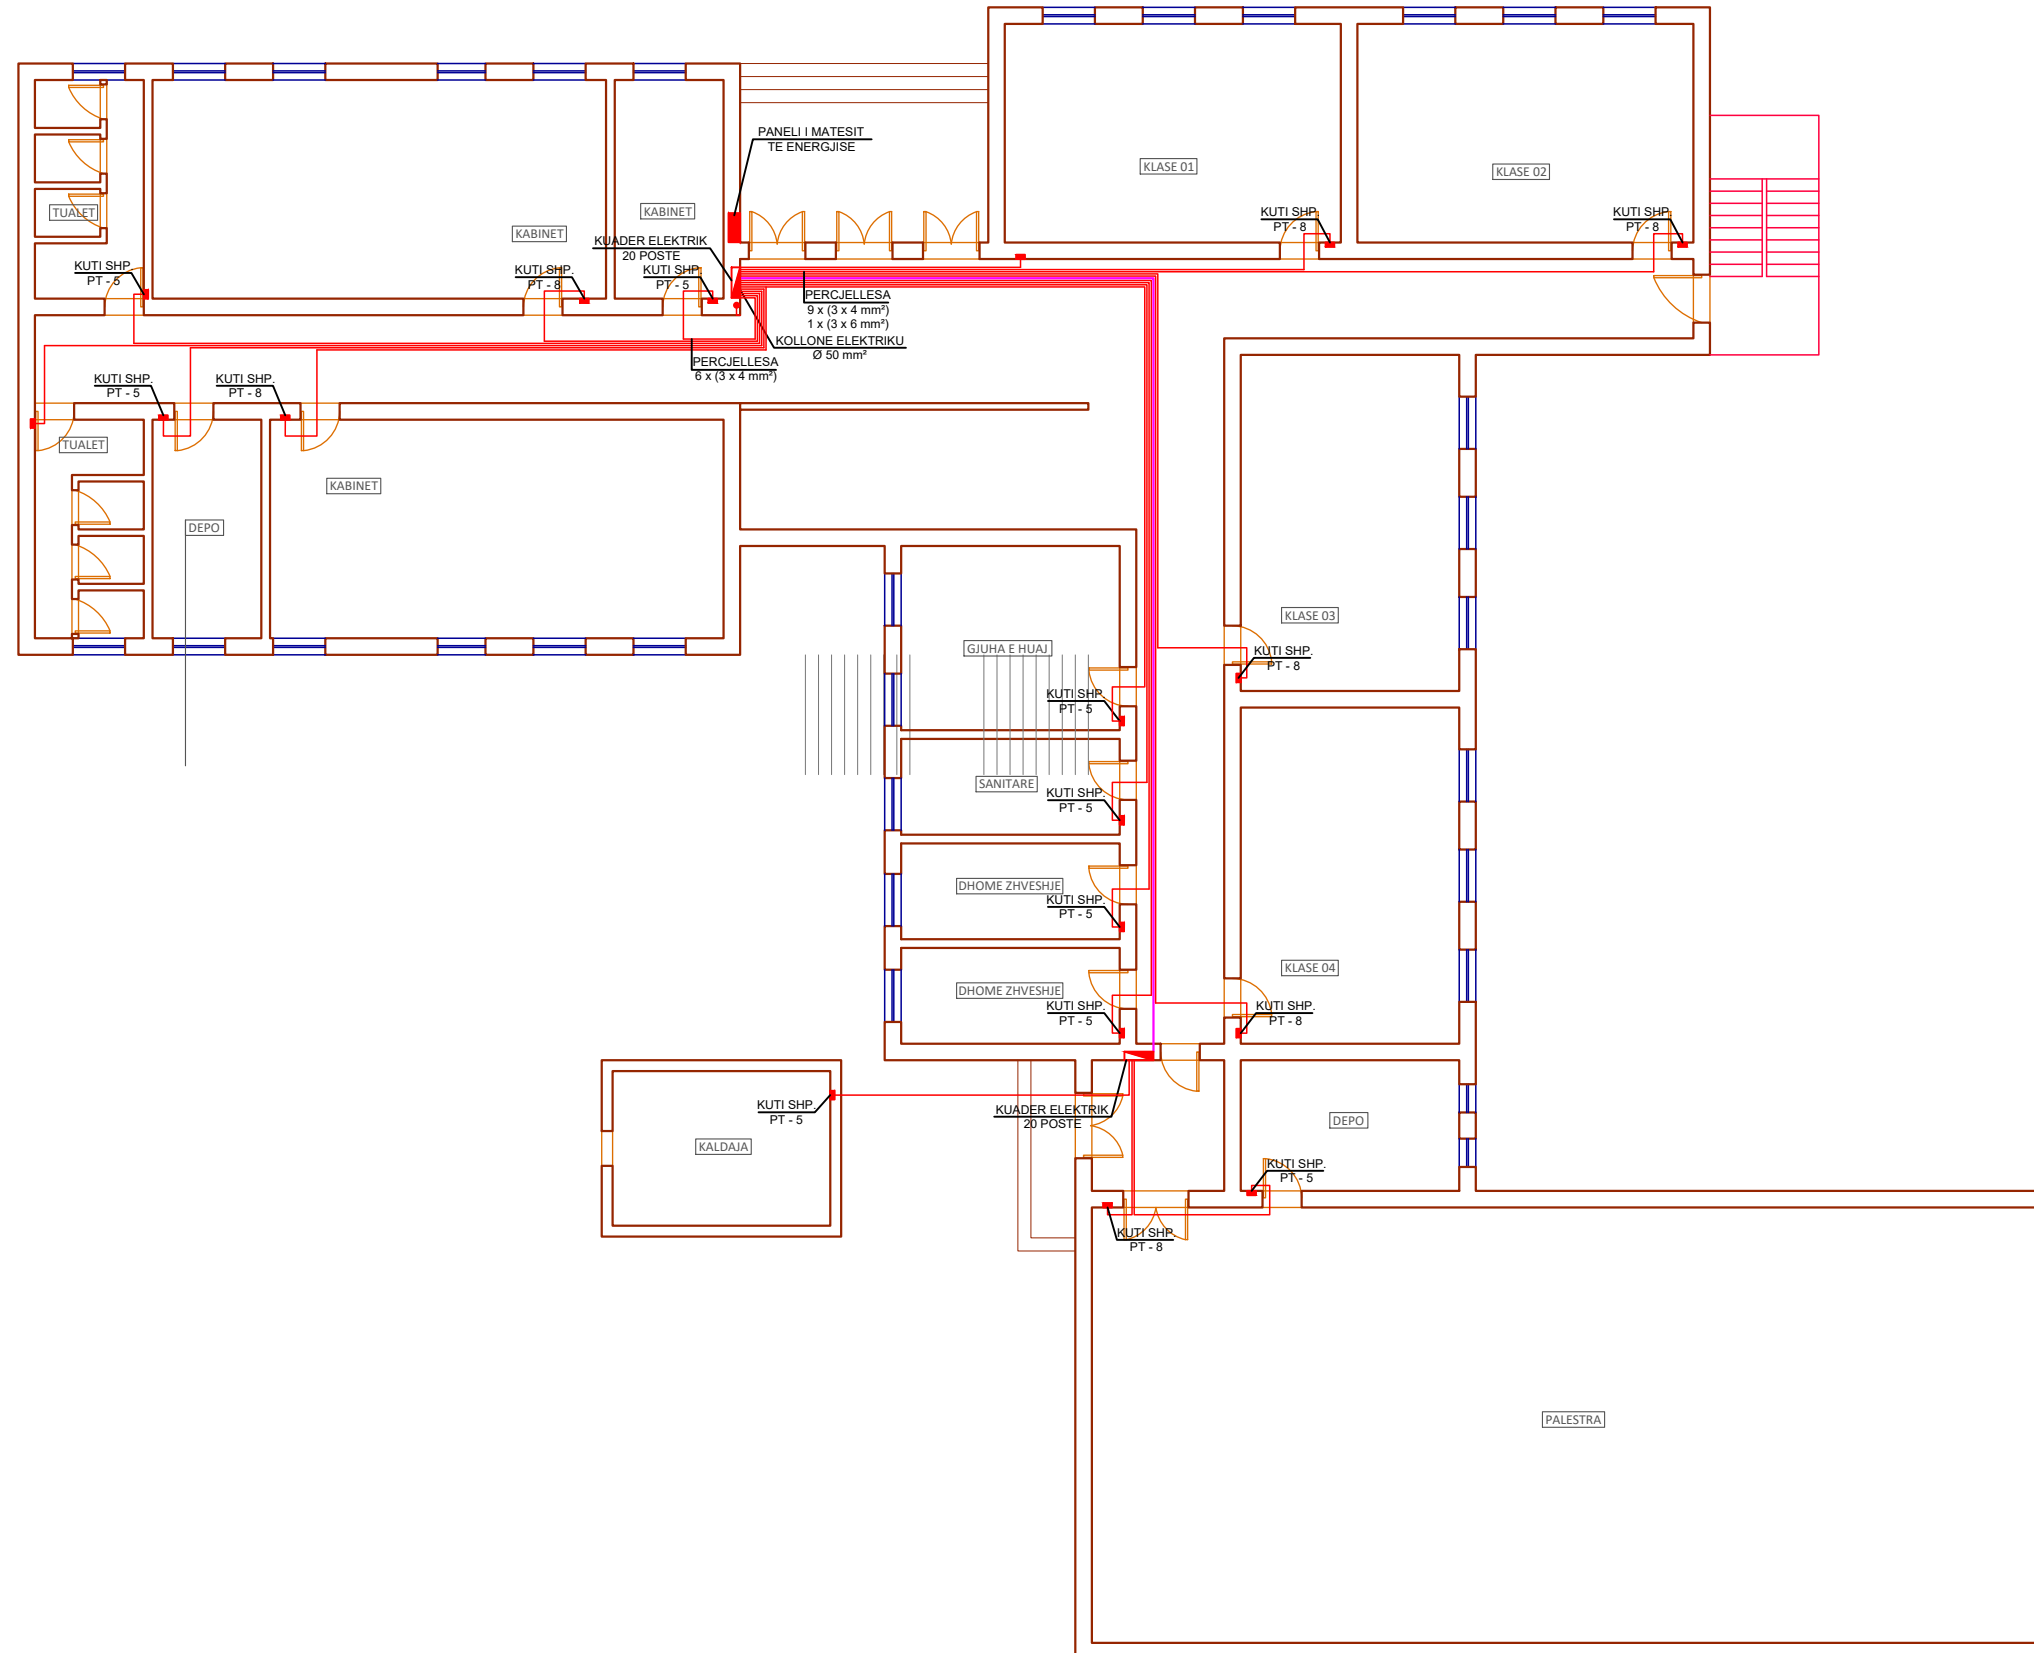 PANELI I MATESIT
TE ENERGJISE
KLASE 01
KLASE 02
TUALET
KABINET
KABINET
KUTI SHP.
PT - 8
KUTI SHP.
PT - 8
KUADER ELEKTRIK
20 POSTE
KUTI SHP.
PT - 5
KUTI SHP.
PT - 8
KUTI SHP.
PT - 5
PERCJELLESA
9 x (3 x 4 mm²)
1 x (3 x 6 mm²)
KOLLONE ELEKTRIKU
Ø 50 mm²
PERCJELLESA
6 x (3 x 4 mm²)
KUTI SHP.
PT - 5
KUTI SHP.
PT - 8
TUALET
KABINET
DEPO
KLASE 03
GJUHA E HUAJ
KUTI SHP.
PT - 8
KUTI SHP.
PT - 5
SANITARE
KUTI SHP.
PT - 5
DHOME ZHVESHJE
KUTI SHP.
PT - 5
KLASE 04
DHOME ZHVESHJE
KUTI SHP.
PT - 5
KUTI SHP.
PT - 8
KUTI SHP.
PT - 5
KUADER ELEKTRIK
20 POSTE
DEPO
KALDAJA
KUTI SHP.
PT - 5
KUTI SHP.
PT - 8
PALESTRA